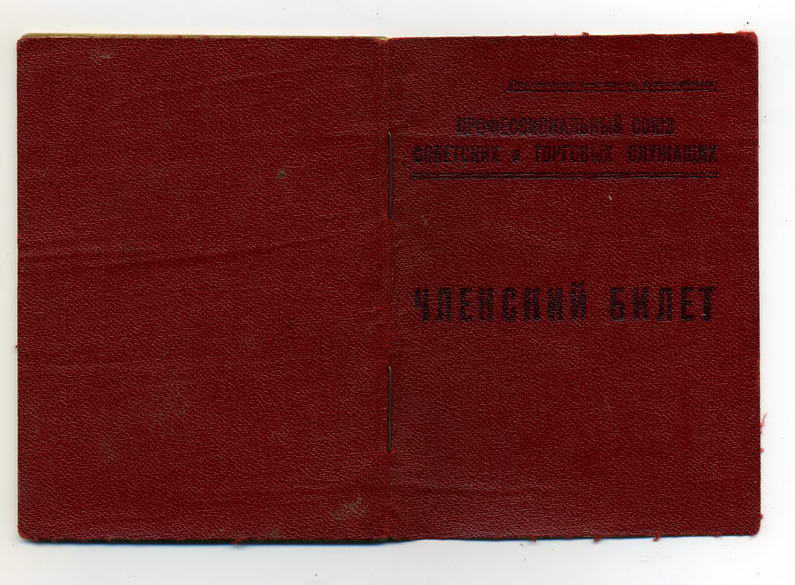 ПРОФЕССИОНАЛЬНЫЙ СОЮЗ
СОВЕТСКИХ и ТОРГОВЫХ СЛУЖАЩИХ
ЧЛЕНСКИЙ БИЛЕТ